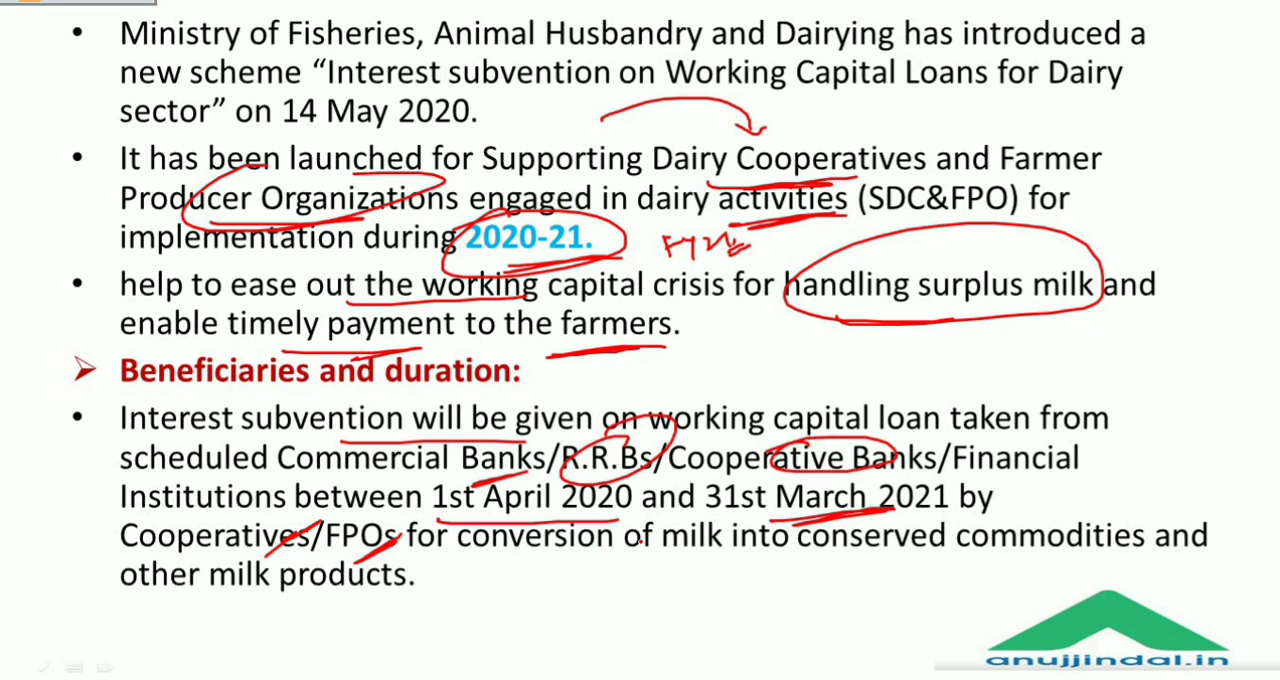 • Ministry of Fisheries, Animal Husbandry and Dairying has introduced a
new scheme “Interest subvention on Working Capital Loans for Dairy
sector” on 14 May 2020.
• It has been launched for Supporting Dairy Cooperatives and Farmer
Producer Organizations engaged in dairy activities (SDC&FPO) for
implementation during 2020-21.
• help to ease out the working capital crisis for handling surplus milk and
enable timely payment to the farmers.
➢ Beneficiaries and duration:
• Interest subvention will be given on working capital loan taken from
scheduled Commercial Banks/R.R.Bs/Cooperative Banks/Financial
Institutions between 1st April 2020 and 31st March 2021 by
Cooperatives/FPOs for conversion of milk into conserved commodities and
other milk products.
anujjindal.in